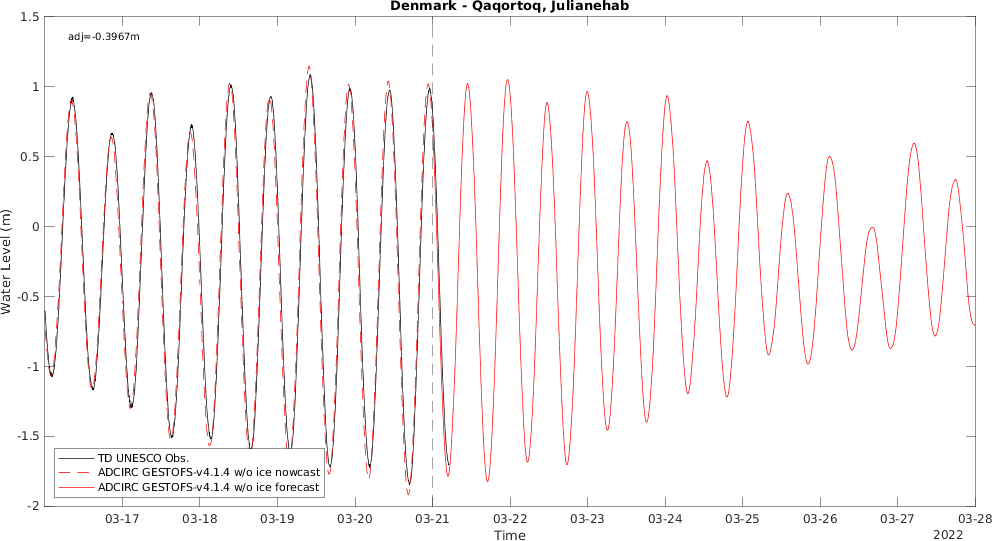 Denmark - Qaqortoq, Julianehab
adj=-0.3967m
Water Level (m)
1.5
1
0.5
0
-0.5
-1
-1.5
-2
TD UNESCO Obs.
ADCIRC GESTOFS-v4.1.4 w/o ice nowcast
ADCIRC GESTOFS-v4.1.4 w/o ice forecast
03-17 03-18 03-19 03-20 03-21 03-22 03-23 03-24 03-25 03-26 03-27 03-28
Time
2022